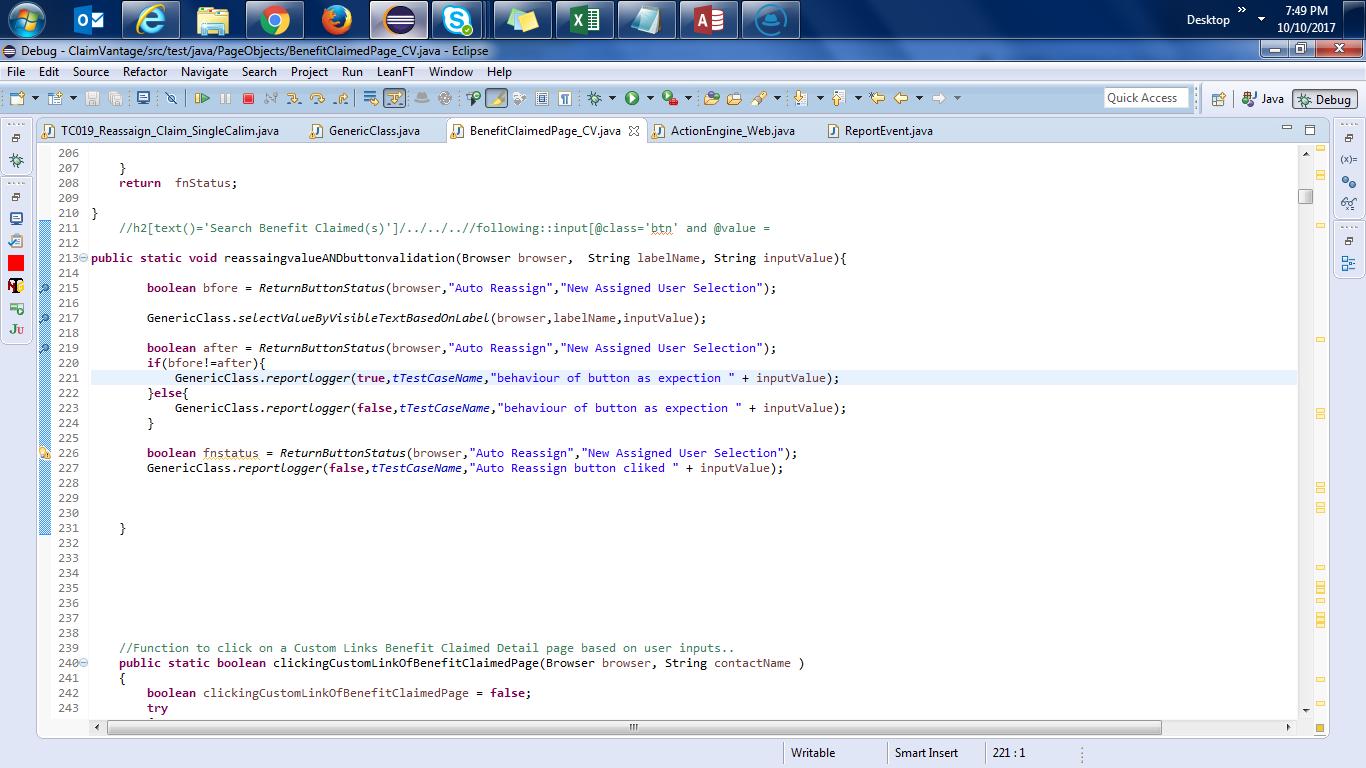 Desktop
»
7:49 PM
10/10/2017
Debug - ClaimVantage/src/test/java/PageObjects/BenefitClaimedPage_CV.java - Eclipse
File Edit Source Refactor Navigate Search Project Run LeanFT Window Help
Quick Access
Java
Debug
TC019_Reassaign_Claim_SingleCalim.java GenericClass.java BenefitClaimedPage_CV.java ActionEngine_Web.java ReportEvent.java
206
207 }
208 return fnStatus;
209
210 }
211 //h2[text()='Search Benefit Claimed(s)']/../../..//following::input[@class='btn' and @value =
212
213 public static void reassaingvalueANDbuttonvalidation(Browser browser, String labelName, String inputValue){
214
215 boolean bfore = ReturnButtonStatus(browser,"Auto Reassign","New Assigned User Selection");
216
217 GenericClass.selectValueByVisibleTextBasedOnLabel(browser,labelName,inputValue);
218
219 boolean after = ReturnButtonStatus(browser,"Auto Reassign","New Assigned User Selection");
220 if(bfore!=after){
221 GenericClass.reportlogger(true,tTestCaseName,"behaviour of button as expection " + inputValue);
222 }else{
223 GenericClass.reportlogger(false,tTestCaseName,"behaviour of button as expection " + inputValue);
224 }
225
226 boolean fnstatus = ReturnButtonStatus(browser,"Auto Reassign","New Assigned User Selection");
227 GenericClass.reportlogger(false,tTestCaseName,"Auto Reassign button cliked " + inputValue);
228
229
230
231 }
232
233
234
235
236
237
238
239 //Function to click on a Custom Links Benefit Claimed Detail page based on user inputs..
240 public static boolean clickingCustomLinkOfBenefitClaimedPage(Browser browser, String contactName )
241 {
242 boolean clickingCustomLinkOfBenefitClaimedPage = false;
243 try
Writable Smart Insert 221 : 1